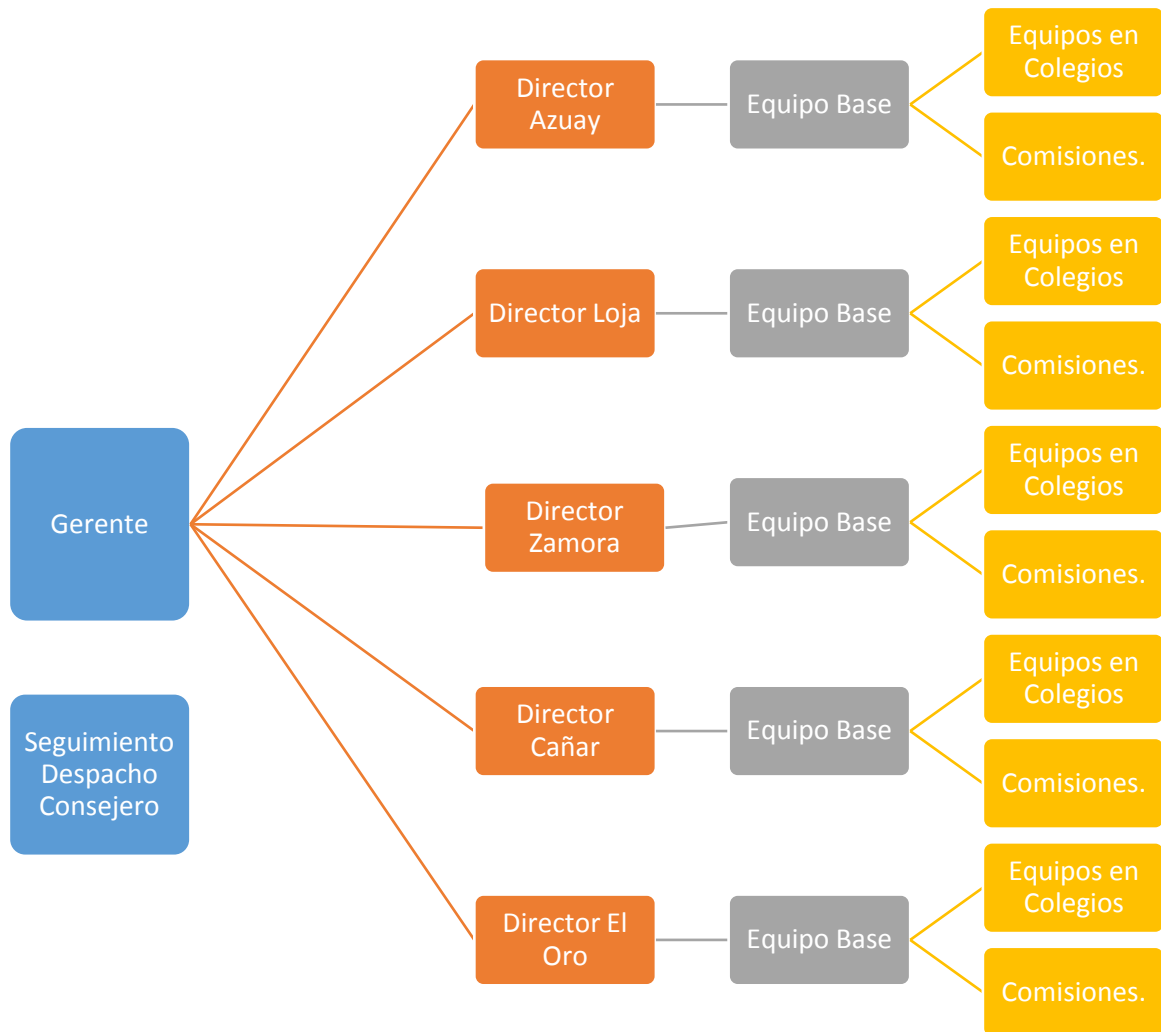 Equipos en
Colegios
Director
Azuay
Equipo Base
Comisiones.
Equipos en
Colegios
Director Loja
Equipo Base
Comisiones.
Equipos en
Colegios
Gerente
Director
Zamora
Equipo Base
Comisiones.
Equipos en
Colegios
Seguimiento
Despacho
Consejero
Director
Cañar
Equipo Base
Comisiones.
Equipos en
Colegios
Director El
Oro
Equipo Base
Comisiones.